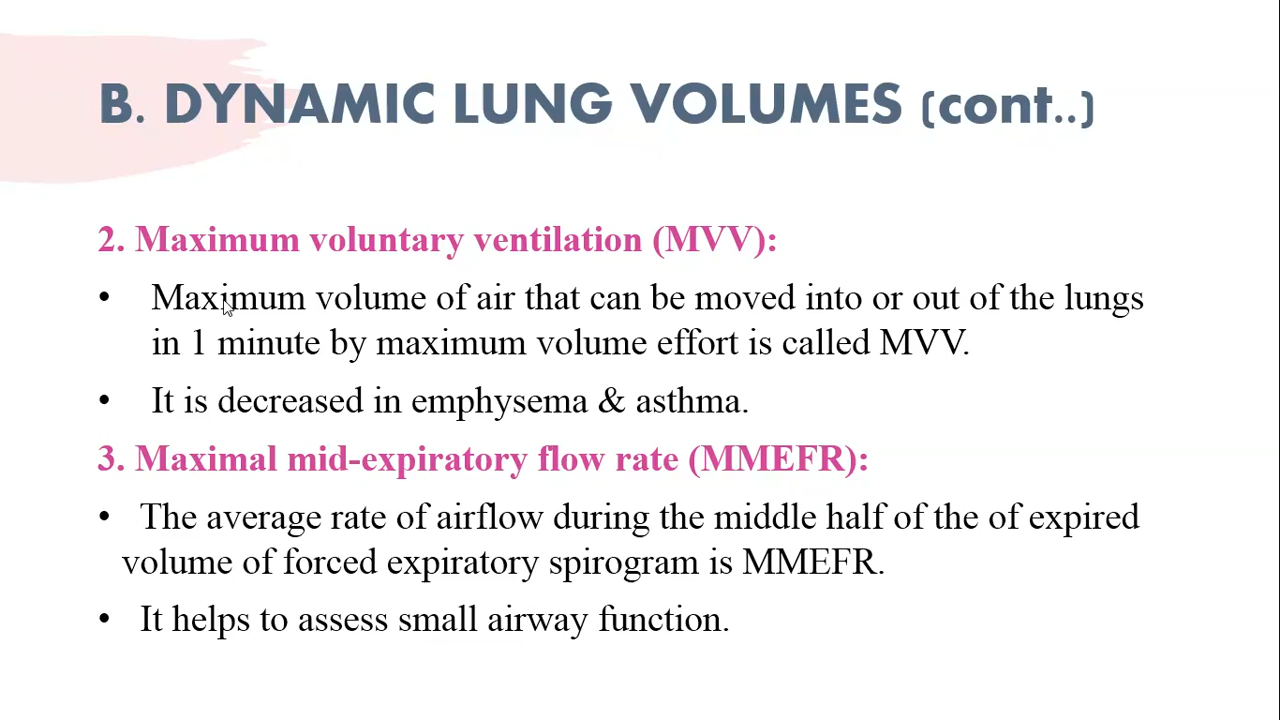 B. DYNAMIC LUNG VOLUMES (cont..)
2. Maximum voluntary ventilation (MVV):
• Maximum volume of air that can be moved into or out of the lungs
in 1 minute by maximum volume effort is called MVV.
• It is decreased in emphysema & asthma.
3. Maximal mid-expiratory flow rate (MMEFR):
• The average rate of airflow during the middle half of the of expired
volume of forced expiratory spirogram is MMEFR.
• It helps to assess small airway function.